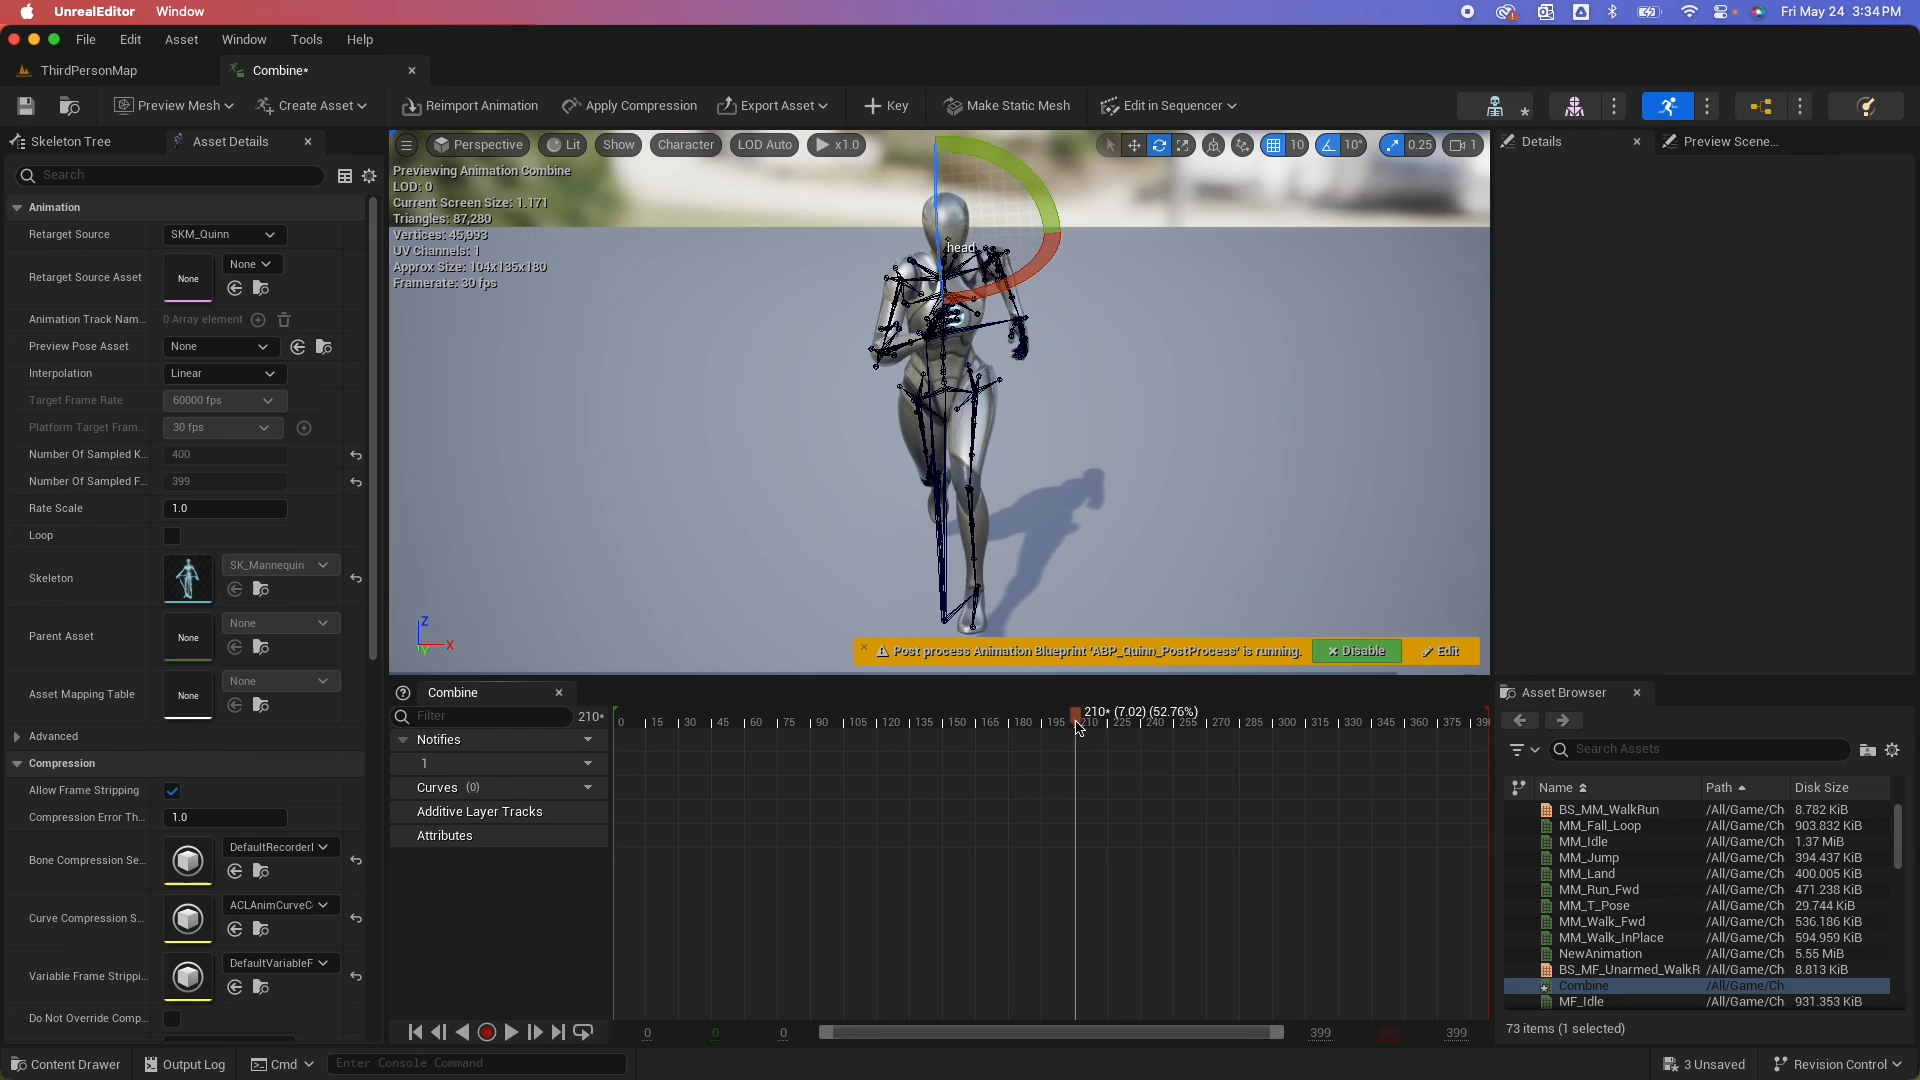 UnrealEditor Window
Fri May 24 3:34 PM
File Edit Asset Window Tools Help
ThirdPersonMap
Combine*
Preview Mesh
Create Asset
Reimport Animation
Apply Compression
Export Asset
Key
Make Static Mesh
Edit in Sequencer
Skeleton Tree
Asset Details
Search
Animation
Retarget Source SKM_Quinn
Retarget Source Asset None None
Animation Track Nam... 0 Array element
Preview Pose Asset None
Interpolation Linear
Target Frame Rate 60000 fps
Platform Target Fram... 30 fps
Number Of Sampled K... 400
Number Of Sampled F... 399
Rate Scale 1.0
Loop
Skeleton SK_Mannequin
Parent Asset None None
Asset Mapping Table None None
Advanced
Compression
Allow Frame Stripping
Compression Error Th... 1.0
Bone Compression Se... DefaultRecorderI
Curve Compression S... ACLAnimCurveC
Variable Frame Strippi... DefaultVariableF
Do Not Override Comp...
Perspective Lit Show Character LOD Auto x1.0
10 10° 0.25 1
Previewing Animation Combine
LOD: 0
Current Screen Size: 1.171
Triangles: 87,280
Vertices: 45,993
UV Channels: 1
Approx Size: 104x135x180
Framerate: 30 fps
head
Z
X
Y
Post process Animation Blueprint 'ABP_Quinn_PostProcess' is running. Disable Edit
Combine
Filter 210*
210* (7.02) (52.76%)
0 15 30 45 60 75 90 105 120 135 150 165 180 195 210 225 240 255 270 285 300 315 330 345 360 375 390
Notifies
1
Curves (0)
Additive Layer Tracks
Attributes
0 0 0 399 399 399
Details
Preview Scene...
Asset Browser
Search Assets
Name Path Disk Size
BS_MM_WalkRun /All/Game/Ch 8.782 KiB
MM_Fall_Loop /All/Game/Ch 903.832 KiB
MM_Idle /All/Game/Ch 1.37 MiB
MM_Jump /All/Game/Ch 394.437 KiB
MM_Land /All/Game/Ch 400.005 KiB
MM_Run_Fwd /All/Game/Ch 471.238 KiB
MM_T_Pose /All/Game/Ch 29.744 KiB
MM_Walk_Fwd /All/Game/Ch 536.186 KiB
MM_Walk_InPlace /All/Game/Ch 594.959 KiB
NewAnimation /All/Game/Ch 5.55 MiB
BS_MF_Unarmed_WalkR /All/Game/Ch 8.813 KiB
Combine /All/Game/Ch
MF_Idle /All/Game/Ch 931.353 KiB
73 items (1 selected)
Content Drawer
Output Log
Cmd
Enter Console Command
3 Unsaved
Revision Control